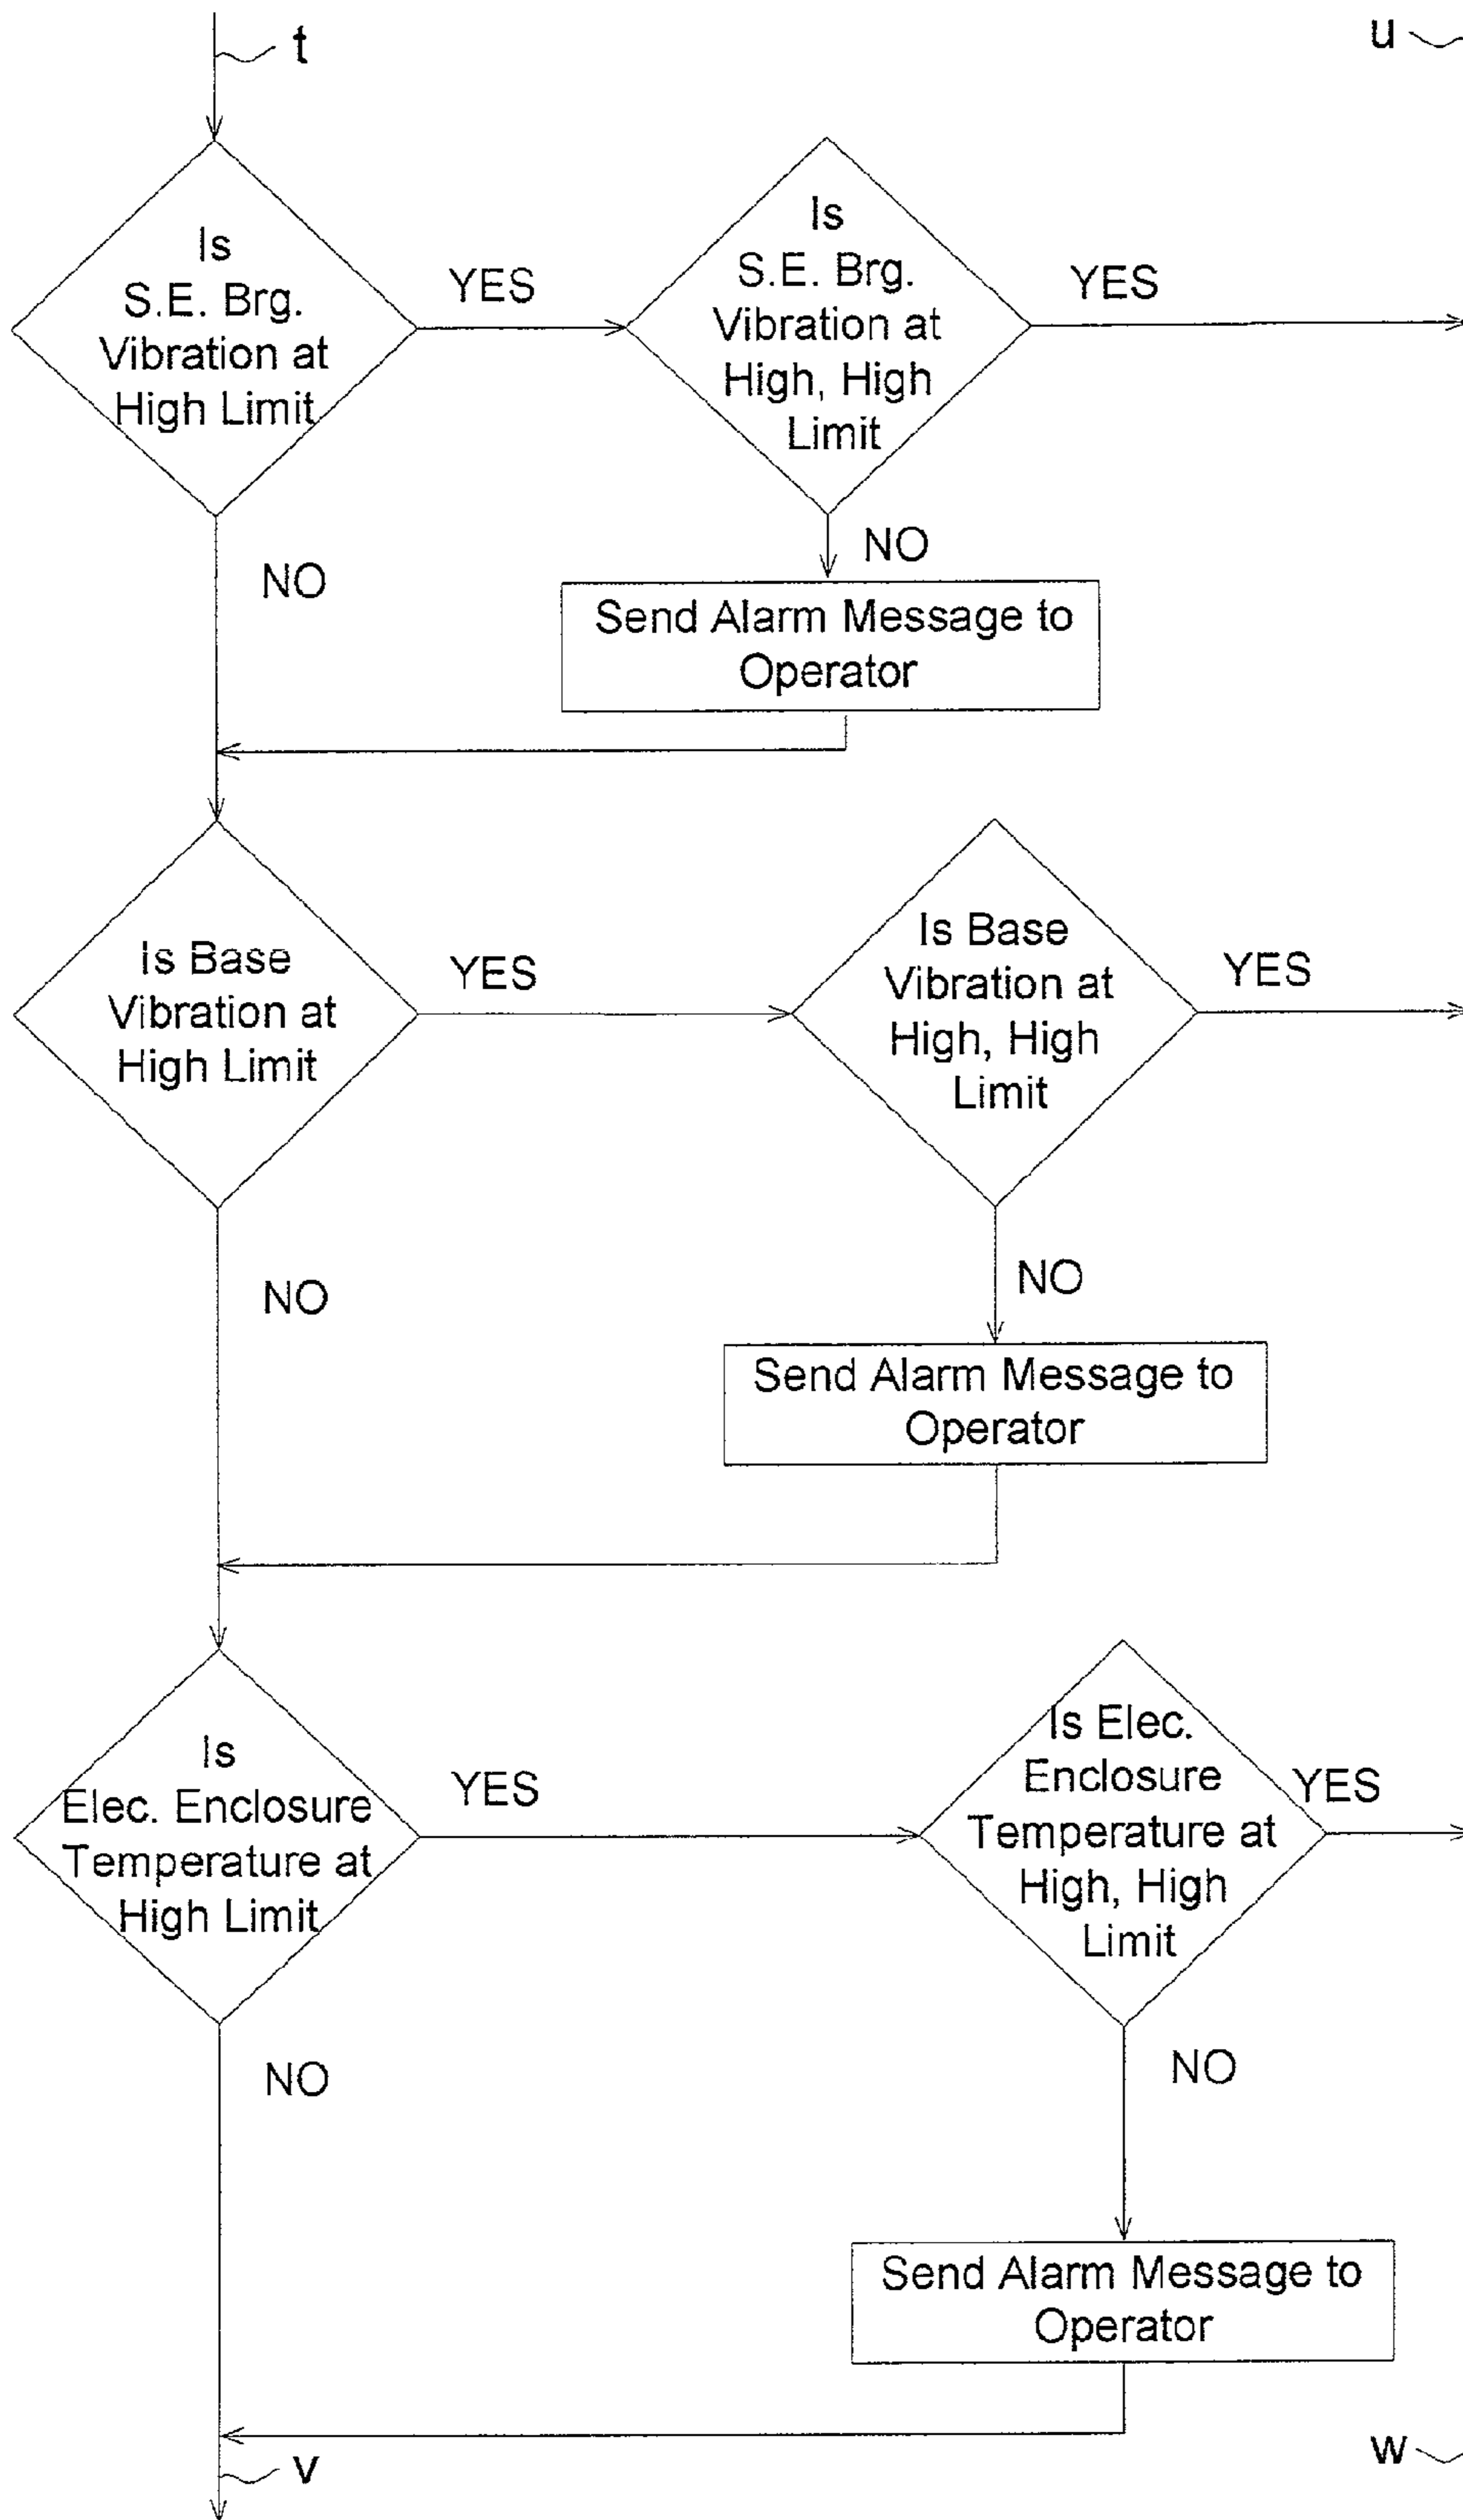 t
u
Is
S.E. Brg.
Vibration at
High Limit
YES
Is
S.E. Brg.
Vibration at
High, High
Limit
YES
NO
NO
Send Alarm Message to
Operator
Is Base
Vibration at
High Limit
YES
Is Base
Vibration at
High, High
Limit
YES
NO
NO
Send Alarm Message to
Operator
Is
Elec. Enclosure
Temperature at
High Limit
YES
Is Elec.
Enclosure
Temperature at
High, High
Limit
YES
NO
NO
Send Alarm Message to
Operator
v
w